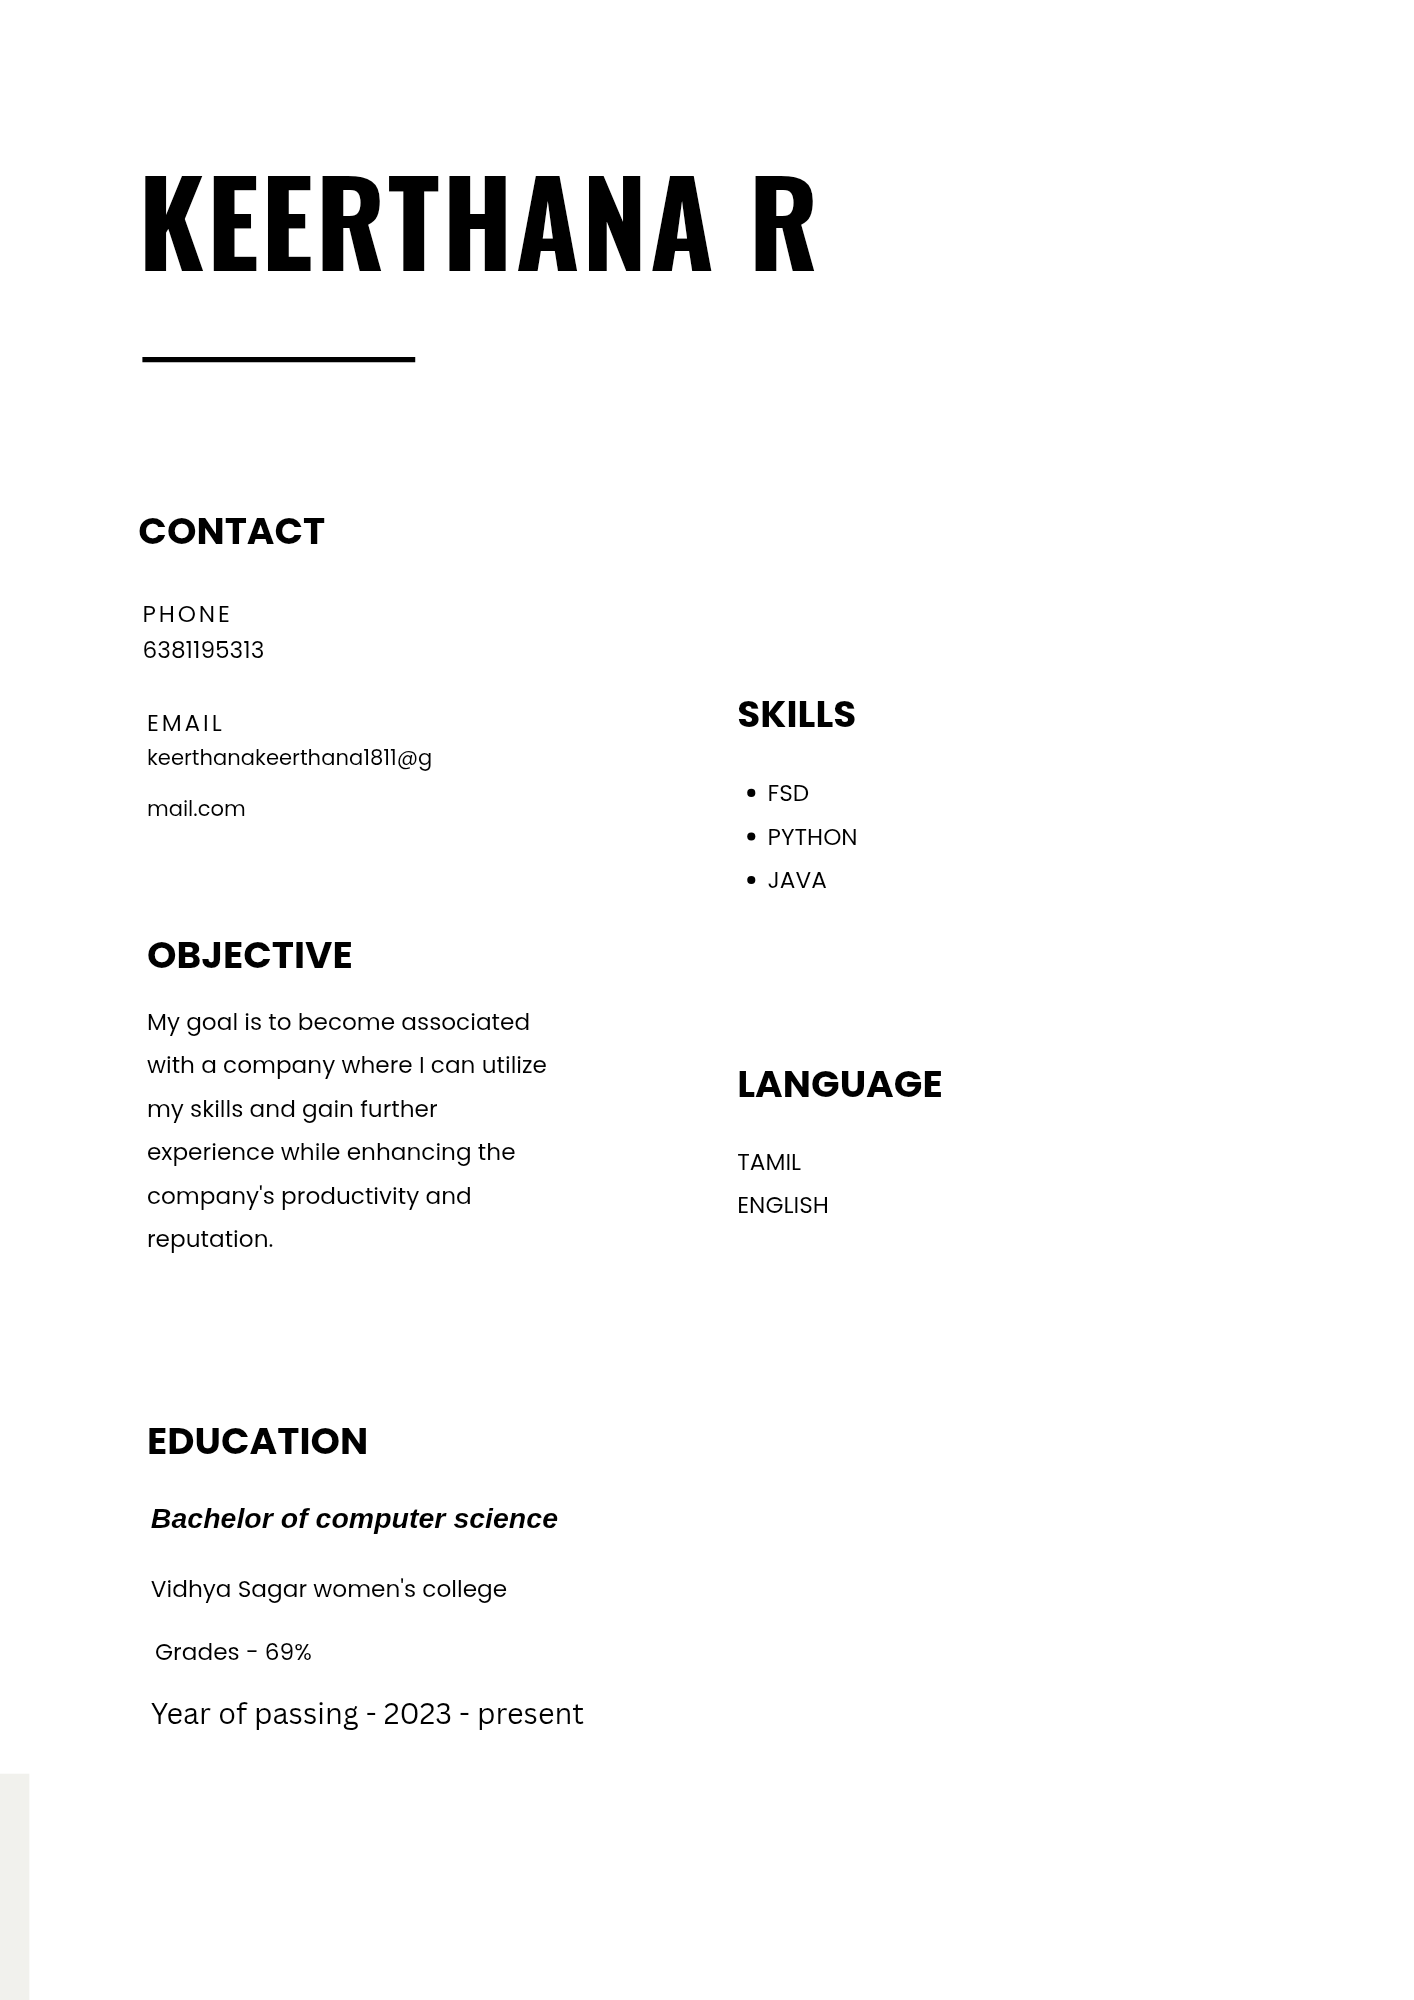 KEERTHANA R
CONTACT
PHONE
6381195313
EMAIL
keerthanakeerthana1811@g
mail.com
OBJECTIVE
My goal is to become associated
with a company where I can utilize
my skills and gain further
experience while enhancing the
company's productivity and
reputation.
EDUCATION
Bachelor of computer science
Vidhya Sagar women's college
Grades - 69%
Year of passing - 2023 - present
SKILLS
• FSD
• PYTHON
• JAVA
LANGUAGE
TAMIL
ENGLISH